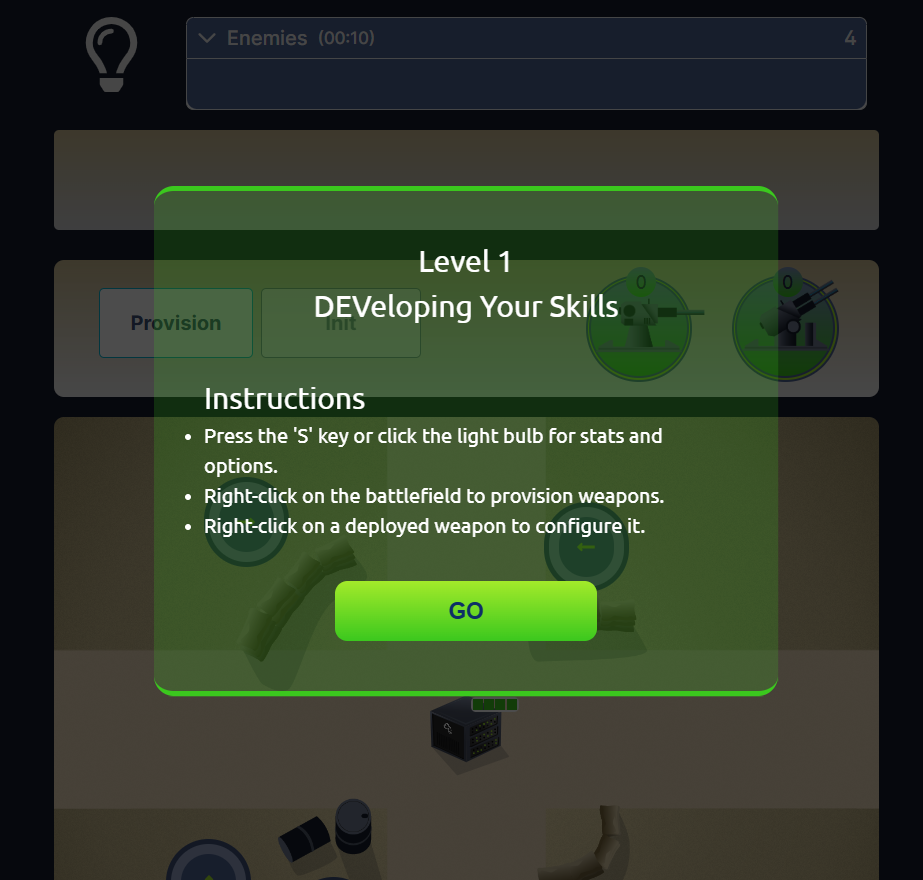 Enemies (00:10) 4
Level 1
DEVeloping Your Skills
0 0
Provision Init
Instructions
• Press the 'S' key or click the light bulb for stats and
options.
• Right-click on the battlefield to provision weapons.
• Right-click on a deployed weapon to configure it.
GO